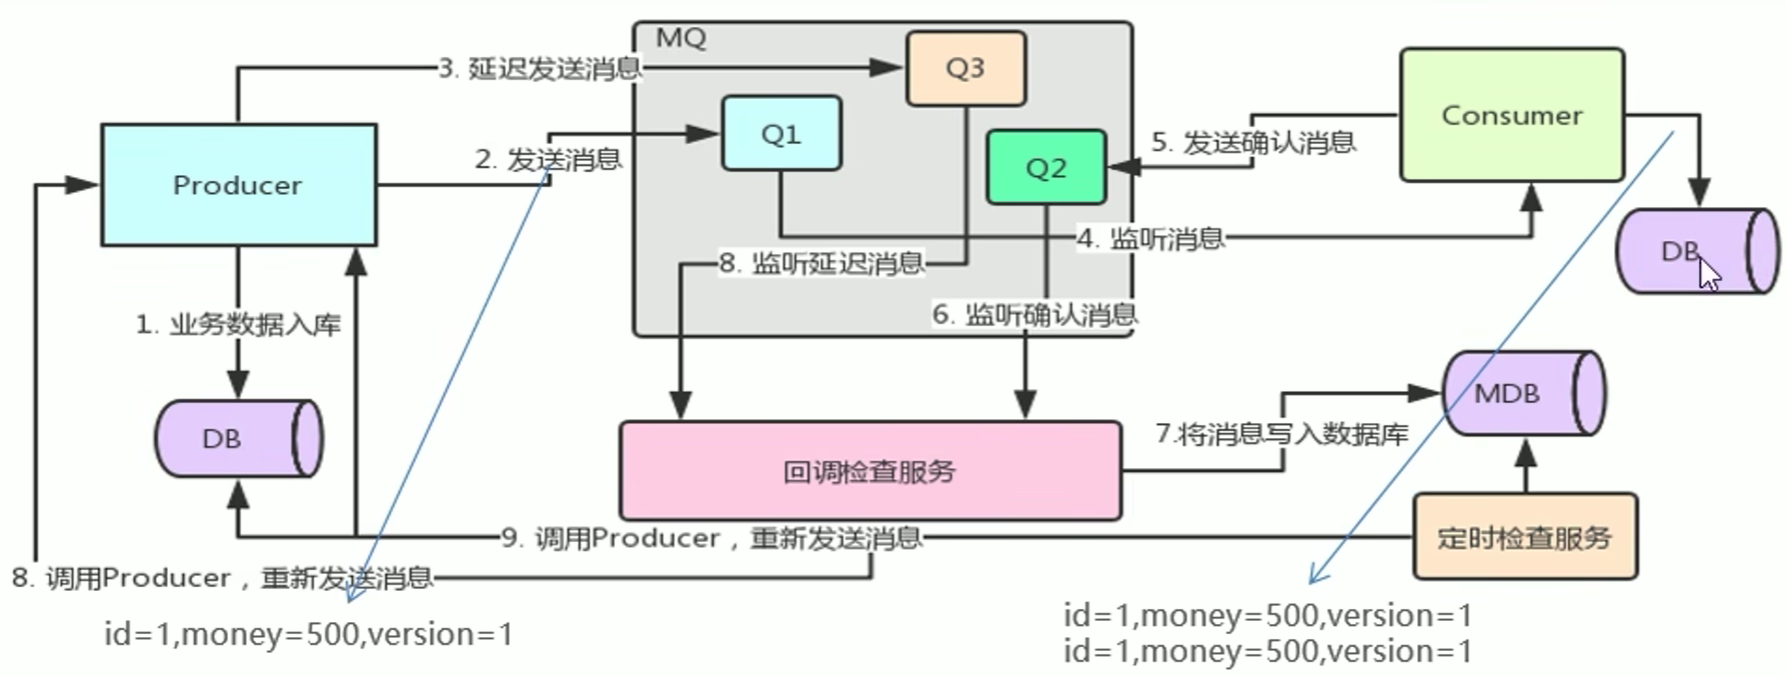 MQ
3. 延迟发送消息
Q3
Q1
Consumer
2. 发送消息
5. 发送确认消息
Q2
Producer
4. 监听消息
8. 监听延迟消息
DB
6. 监听确认消息
1. 业务数据入库
MDB
7.将消息写入数据库
DB
回调检查服务
9. 调用Producer，重新发送消息
定时检查服务
8. 调用Producer，重新发送消息
id=1,money=500,version=1
id=1,money=500,version=1
id=1,money=500,version=1